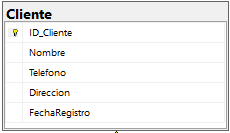 Cliente
ID_Cliente
Nombre
Telefono
Direccion
FechaRegistro